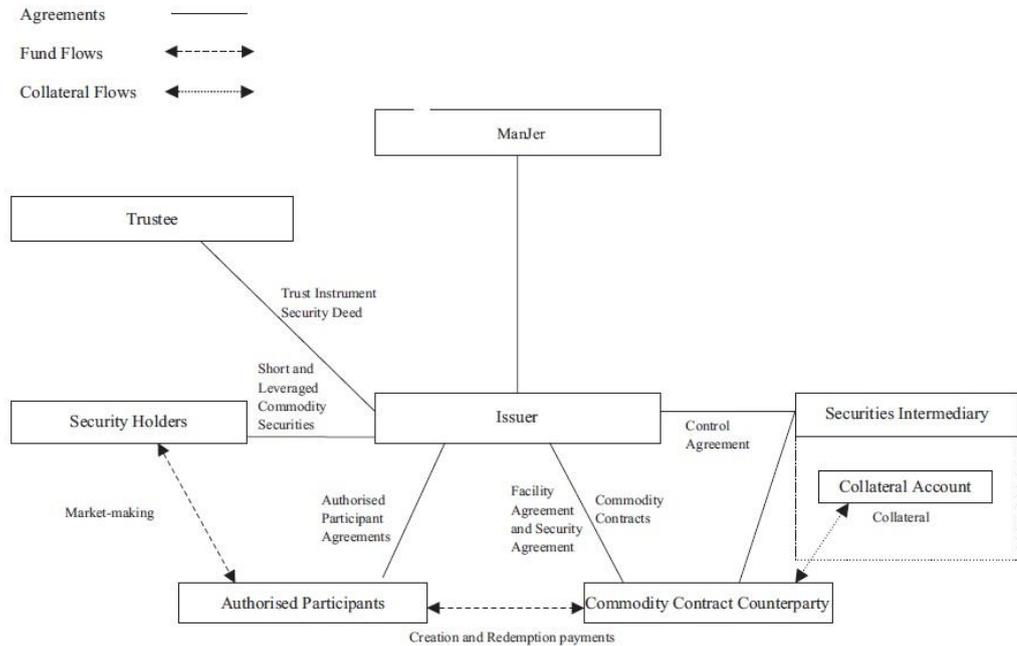 Agreements
Fund Flows
Collateral Flows
ManJer
Trustee
Trust Instrument
Security Deed
Short and
Leveraged
Commodity
Securities
Security Holders
Issuer
Securities Intermediary
Control
Agreement
Collateral Account
Collateral
Market-making
Authorised
Participant
Agreements
Facility
Agreement
and Security
Agreement
Commodity
Contracts
Authorised Participants
Commodity Contract Counterparty
Creation and Redemption payments